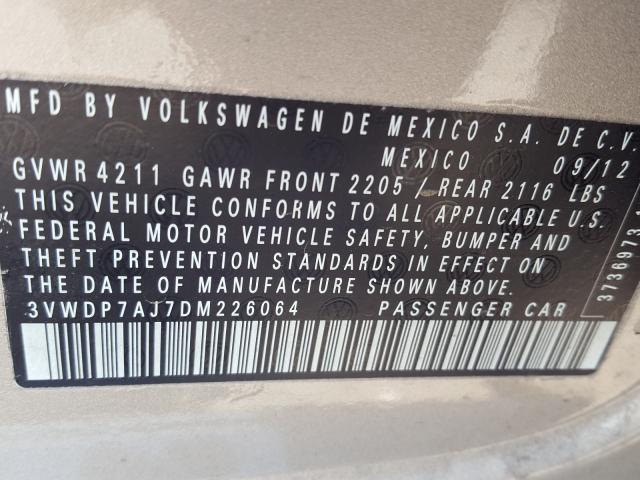 MFD BY VOLKSWAGEN DE MEXICO S.A. DE C.V.
MEXICO 09/12
GVWR 4211 GAWR FRONT 2205 / REAR 2116 LBS
THIS VEHICLE CONFORMS TO ALL APPLICABLE U.S.
FEDERAL MOTOR VEHICLE SAFETY, BUMPER AND
THEFT PREVENTION STANDARDS IN EFFECT ON
THE DATE OF MANUFACTURE SHOWN ABOVE.
3VWDP7AJ7DM226064 PASSENGER CAR
3736973